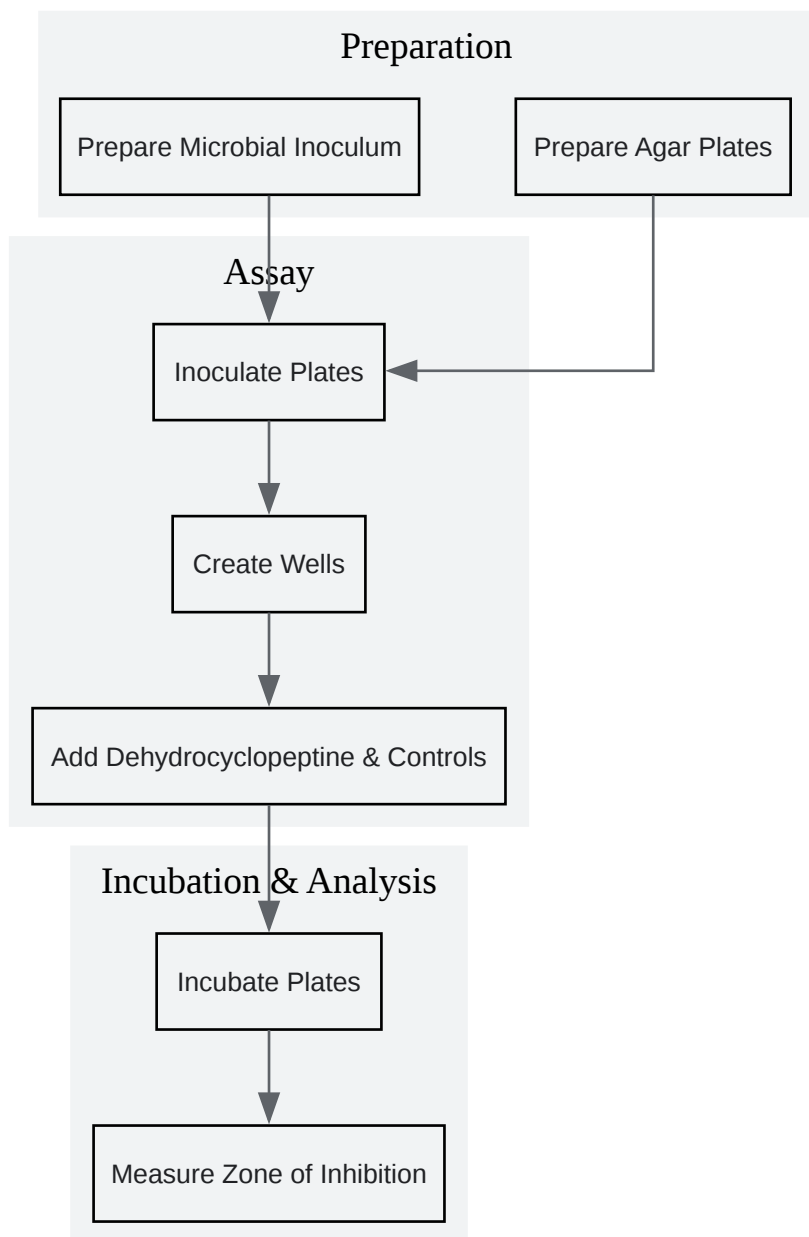 Preparation
Prepare Microbial Inoculum
Prepare Agar Plates
Assay
Inoculate Plates
Create Wells
Add Dehydrocyclopeptine & Controls
Incubation & Analysis
Incubate Plates
Measure Zone of Inhibition